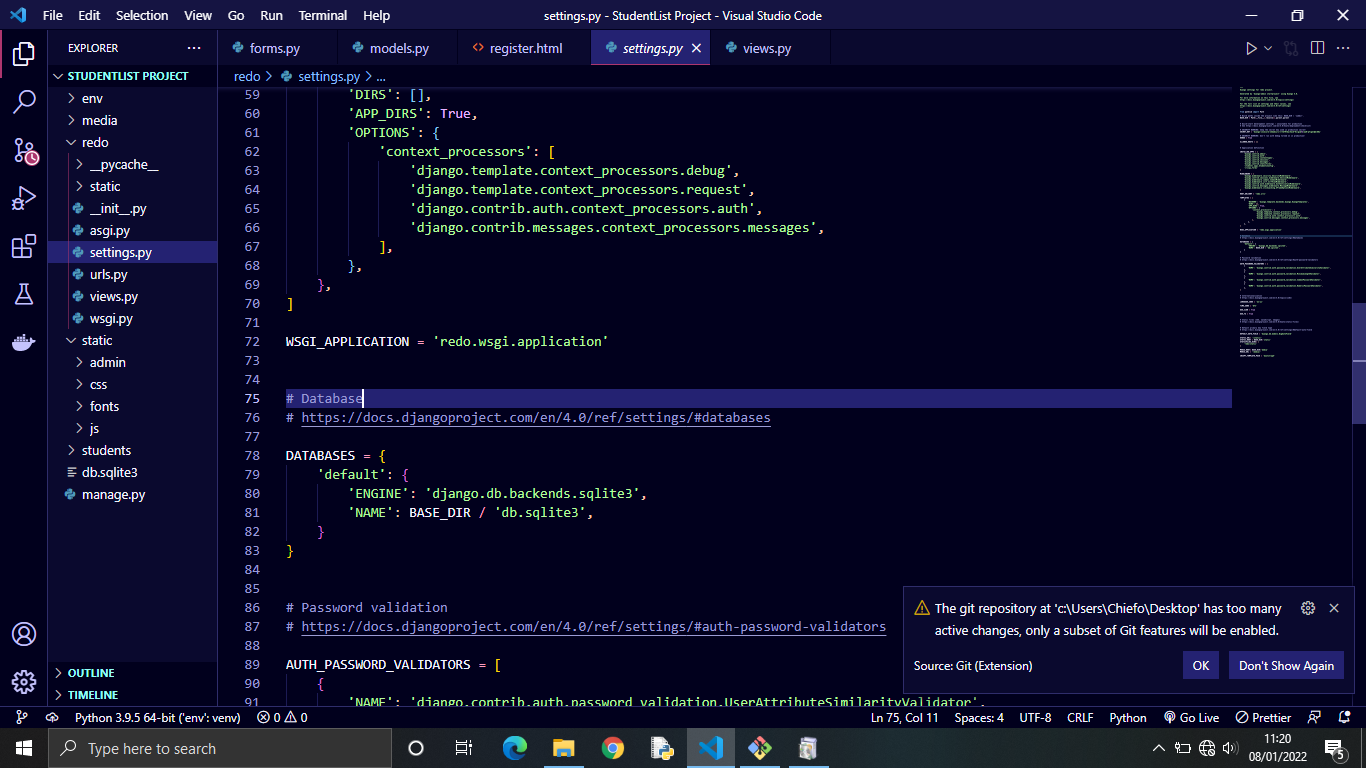 File Edit Selection View Go Run Terminal Help settings.py - StudentList Project - Visual Studio Code
EXPLORER
forms.py models.py register.html settings.py views.py
STUDENTLIST PROJECT
redo > settings.py > ...
env
media
redo
__pycache__
static
__init__.py
asgi.py
settings.py
urls.py
views.py
wsgi.py
static
admin
css
fonts
js
students
db.sqlite3
manage.py
OUTLINE
TIMELINE
59 'DIRS': [],
60 'APP_DIRS': True,
61 'OPTIONS': {
62 'context_processors': [
63 'django.template.context_processors.debug',
64 'django.template.context_processors.request',
65 'django.contrib.auth.context_processors.auth',
66 'django.contrib.messages.context_processors.messages',
67 ],
68 },
69 },
70 ]
71
72 WSGI_APPLICATION = 'redo.wsgi.application'
73
74
75 # Database
76 # https://docs.djangoproject.com/en/4.0/ref/settings/#databases
77
78 DATABASES = {
79 'default': {
80 'ENGINE': 'django.db.backends.sqlite3',
81 'NAME': BASE_DIR / 'db.sqlite3',
82 }
83 }
84
85
86 # Password validation
87 # https://docs.djangoproject.com/en/4.0/ref/settings/#auth-password-validators
88
89 AUTH_PASSWORD_VALIDATORS = [
90 {
91 'NAME': 'django.contrib.auth.password_validation.UserAttributeSimilarityValidator',
The git repository at 'c:\Users\Chiefo\Desktop' has too many
active changes, only a subset of Git features will be enabled.
Source: Git (Extension) OK Don't Show Again
Python 3.9.5 64-bit ('env': venv) 0 0 Ln 75, Col 11 Spaces: 4 UTF-8 CRLF Python Go Live Prettier
Type here to search
11:20
08/01/2022
5